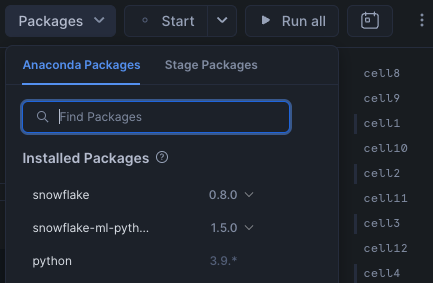 Packages
Start
Run all
Anaconda Packages
Stage Packages
Find Packages
Installed Packages
snowflake 0.8.0
snowflake-ml-pyth... 1.5.0
python 3.9.*
cell8
cell9
cell1
cell10
cell2
cell11
cell3
cell12
cell4